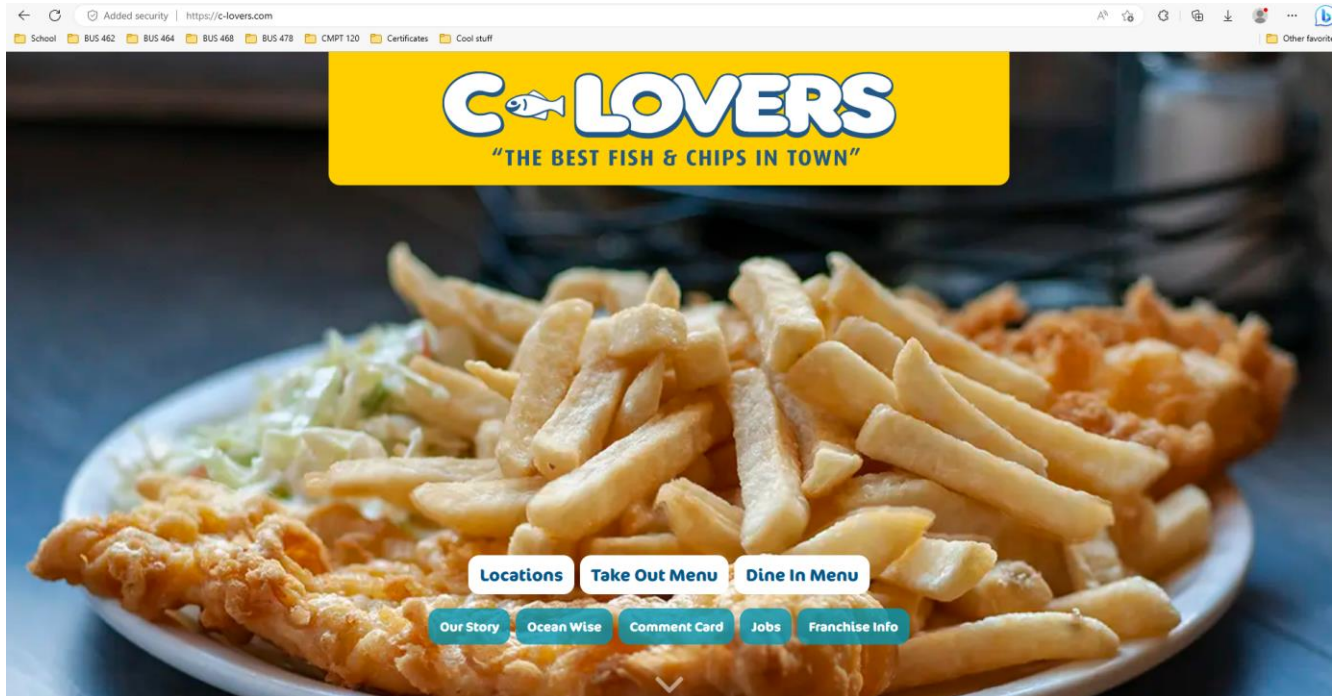 Added security | https://c-lovers.com
School BUS 462 BUS 464 BUS 468 BUS 478 CMPT 120 Certificates Cool stuff Other favorite
C LOVERS
“THE BEST FISH & CHIPS IN TOWN”
Locations Take Out Menu Dine In Menu
Our Story Ocean Wise Comment Card Jobs Franchise Info